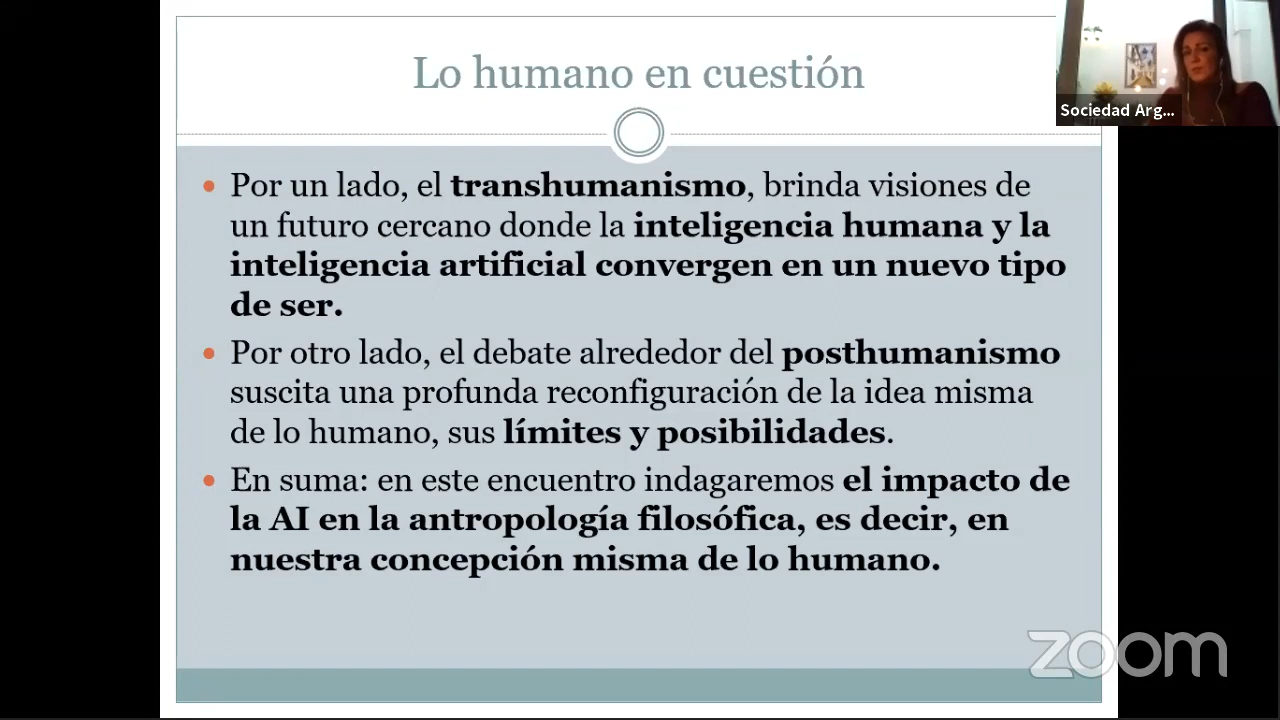 Lo humano en cuestión
Sociedad Arg...
Por un lado, el transhumanismo, brinda visiones de
un futuro cercano donde la inteligencia humana y la
inteligencia artificial convergen en un nuevo tipo
de ser.
Por otro lado, el debate alrededor del posthumanismo
suscita una profunda reconfiguración de la idea misma
de lo humano, sus límites y posibilidades.
En suma: en este encuentro indagaremos el impacto de
la AI en la antropología filosófica, es decir, en
nuestra concepción misma de lo humano.
zoom